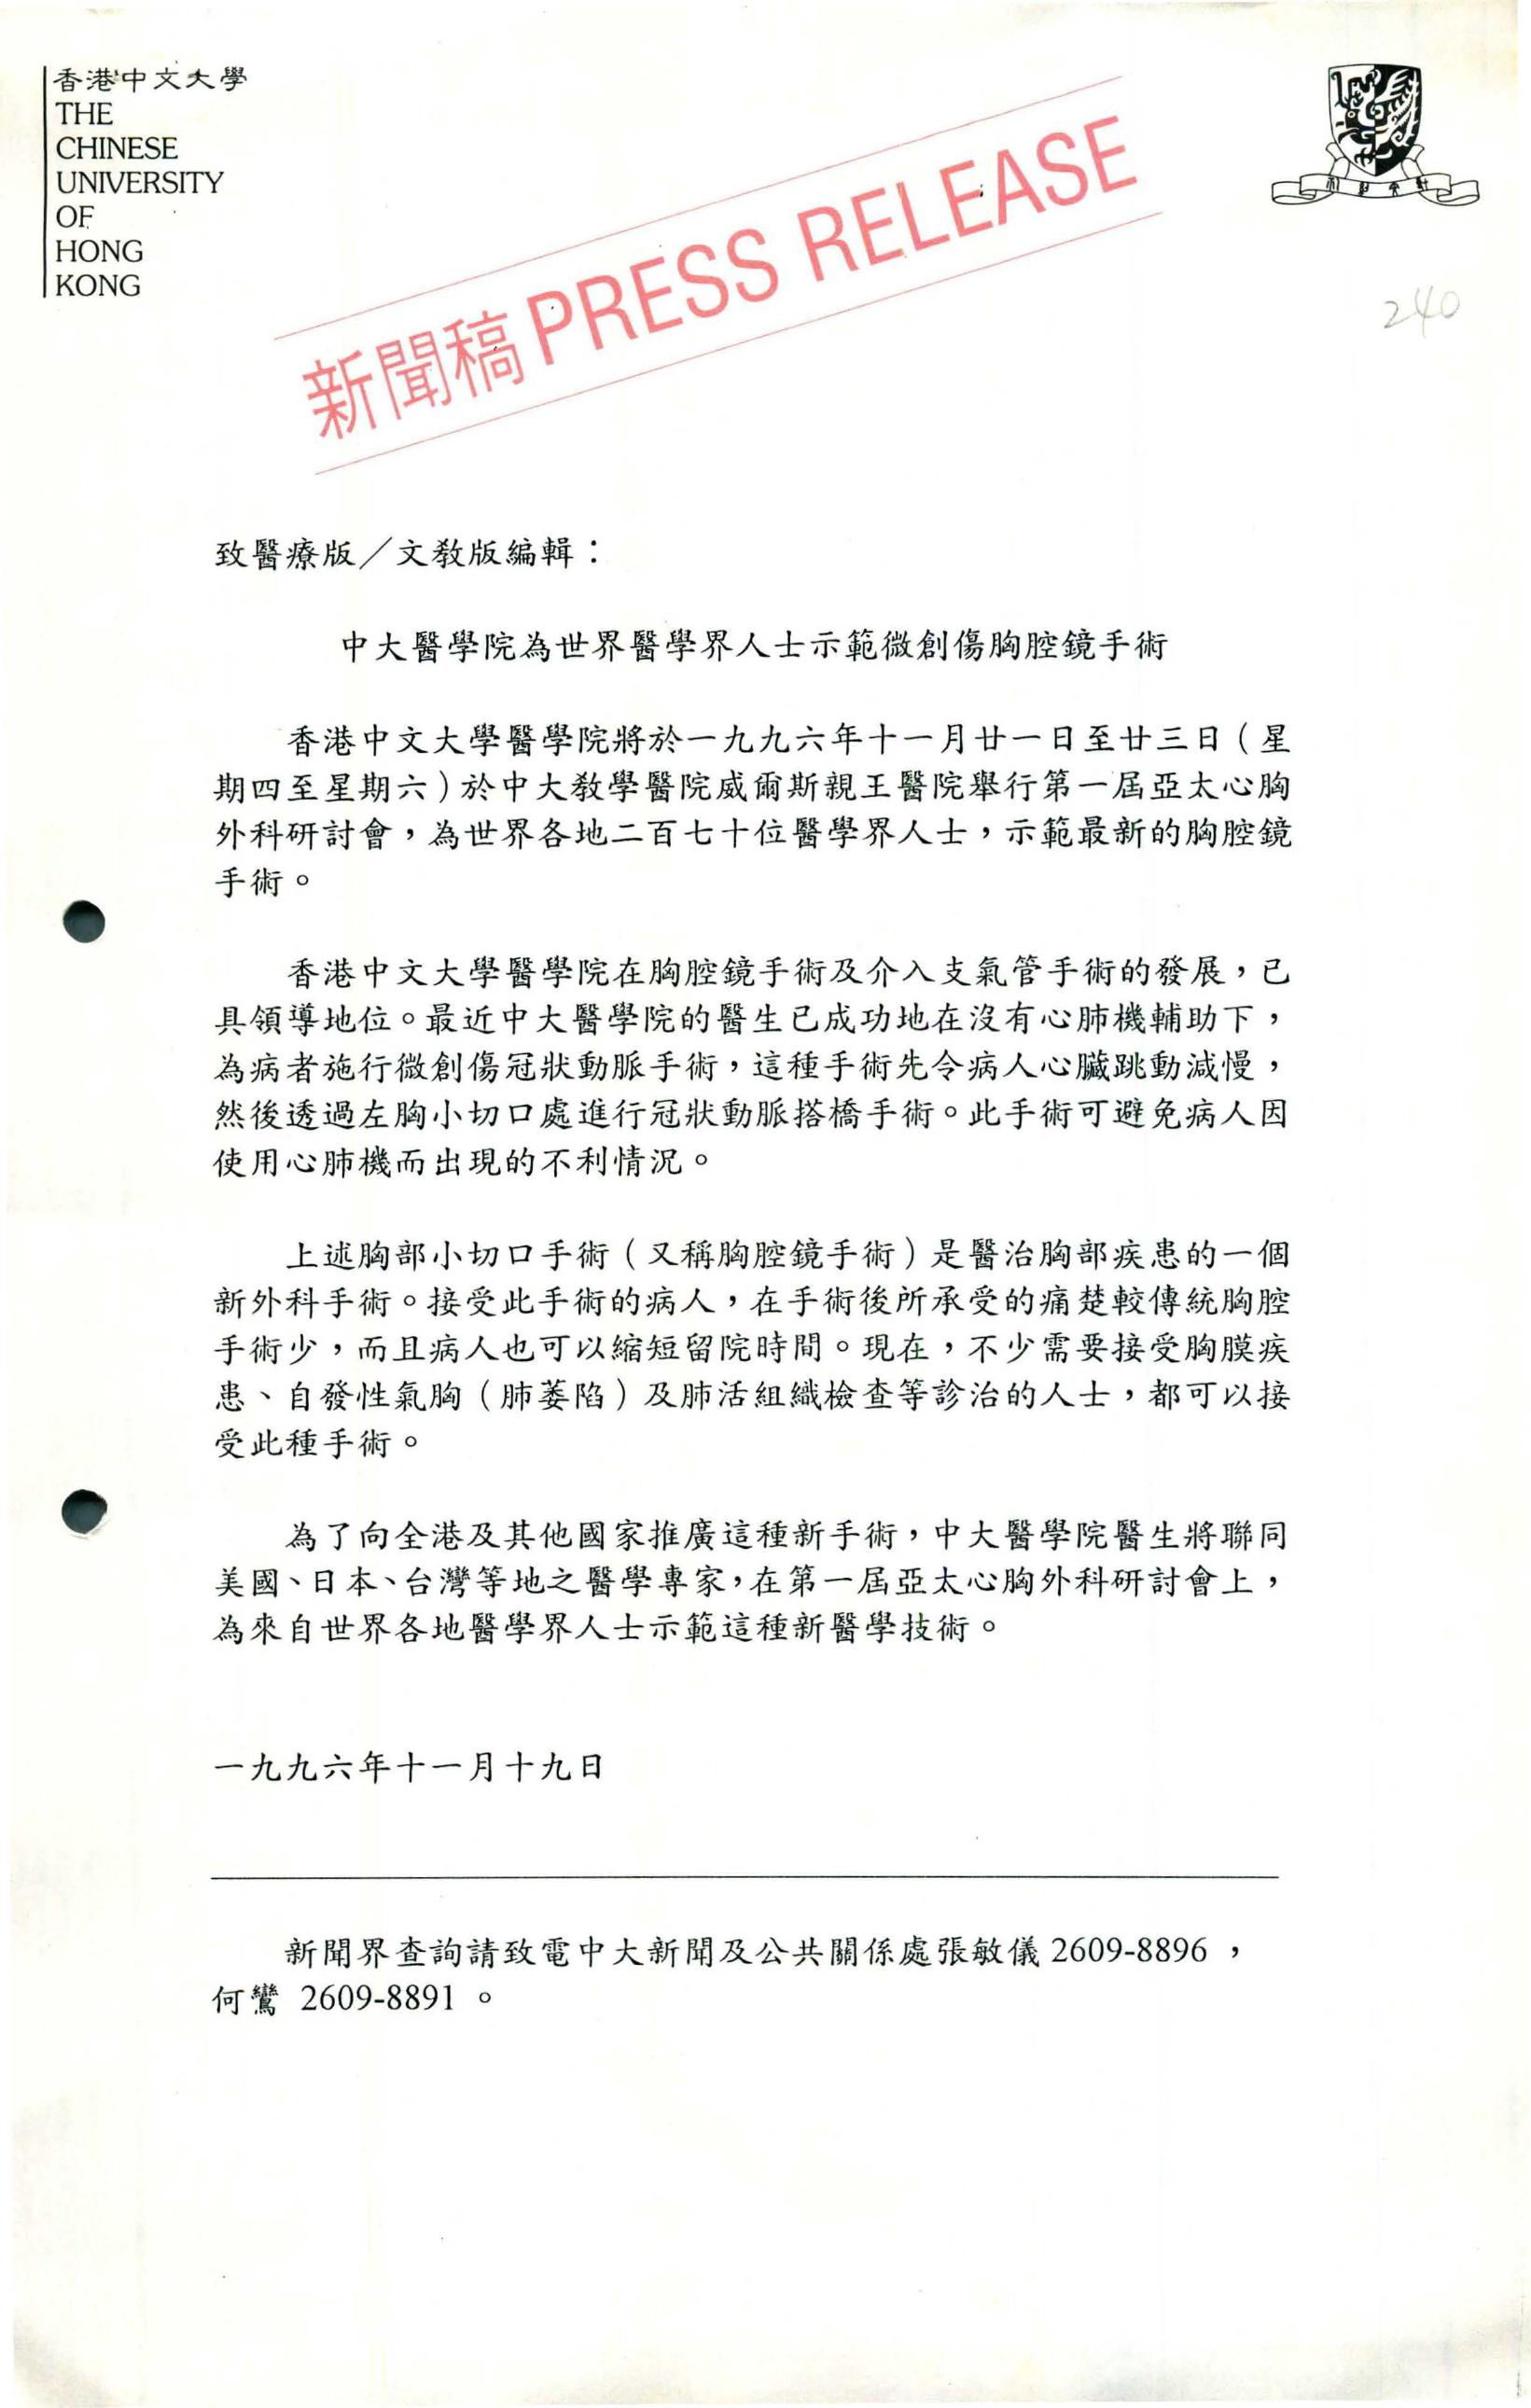 香港中文大學
THE
CHINESE
UNIVERSITY
OF
HONG
KONG
新聞稿 PRESS RELEASE
240
致醫療版／文教版編輯：
中大醫學院為世界醫學界人士示範微創傷胸腔鏡手術
香港中文大學醫學院將於一九九六年十一月廿一日至廿三日（星
期四至星期六）於中大教學醫院威爾斯親王醫院舉行第一屆亞太心胸
外科研討會，為世界各地二百七十位醫學界人士，示範最新的胸腔鏡
手術。
香港中文大學醫學院在胸腔鏡手術及介入支氣管手術的發展，已
具領導地位。最近中大醫學院的醫生已成功地在沒有心肺機輔助下，
為病者施行微創傷冠狀動脈手術，這種手術先令病人心臟跳動減慢，
然後透過左胸小切口處進行冠狀動脈搭橋手術。此手術可避免病人因
使用心肺機而出現的不利情況。
上述胸部小切口手術（又稱胸腔鏡手術）是醫治胸部疾患的一個
新外科手術。接受此手術的病人，在手術後所承受的痛楚較傳統胸腔
手術少，而且病人也可以縮短留院時間。現在，不少需要接受胸膜疾
患、自發性氣胸（肺萎陷）及肺活組織檢查等診治的人士，都可以接
受此種手術。
為了向全港及其他國家推廣這種新手術，中大醫學院醫生將聯同
美國、日本、台灣等地之醫學專家，在第一屆亞太心胸外科研討會上，
為來自世界各地醫學界人士示範這種新醫學技術。
一九九六年十一月十九日
新聞界查詢請致電中大新聞及公共關係處張敏儀 2609-8896 ，
何鸞 2609-8891 。